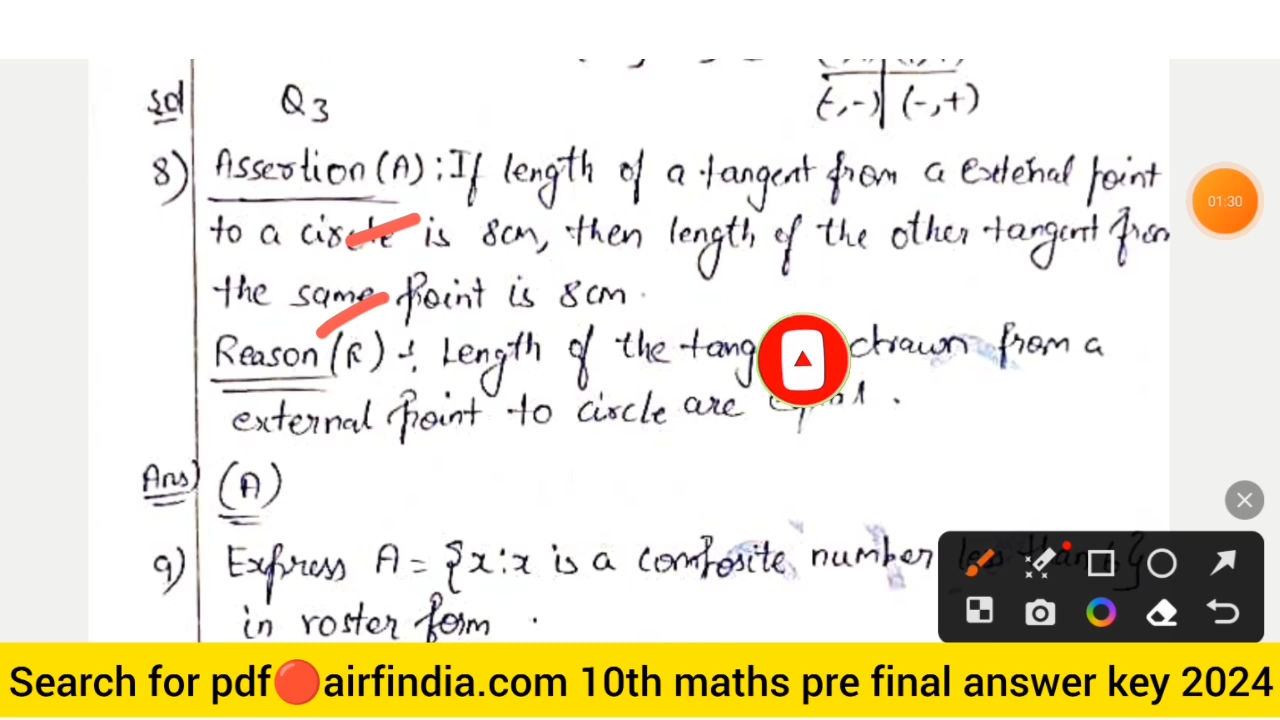 Sol Q3
(-,-) (-,+)
8) Assertion (A) : If length of a tangent from a external point
to a circle is 8cm, then length of the other tangent from
the same point is 8cm.
Reason (R) : Length of the drawn from a
external point to circle are equal.
Ans) (A)
9) Express A = {x:x is a composite number less than }
in roster form.
01:30
Search for pdf🔴airfindia.com 10th maths pre final answer key 2024